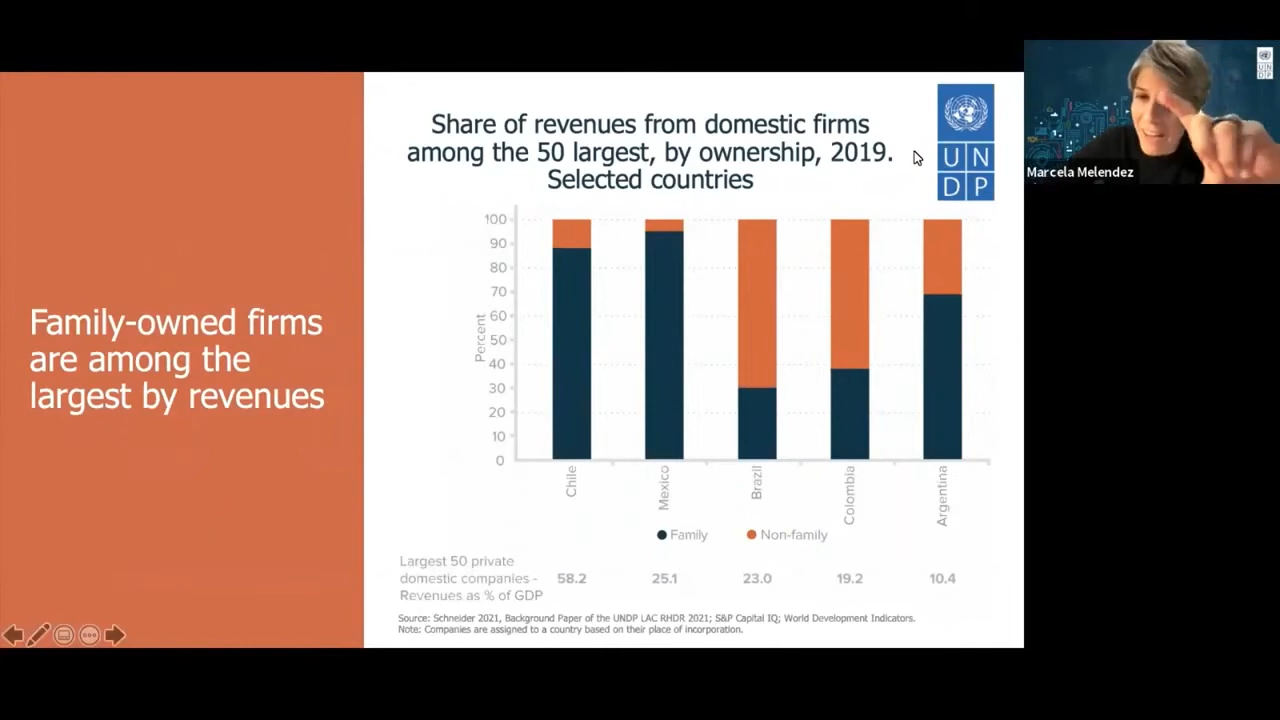 Family-owned firms
are among the
largest by revenues
Share of revenues from domestic firms
among the 50 largest, by ownership, 2019.
Selected countries
U N
D P
Percent
100
90
80
70
60
50
40
30
20
10
0
Chile
Mexico
Brazil
Colombia
Argentina
Family
Non-family
Largest 50 private
domestic companies - 58.2 25.1 23.0 19.2 10.4
Revenues as % of GDP
Source: Schneider 2021, Background Paper of the UNDP LAC RHDR 2021; S&P Capital IQ; World Development Indicators.
Note: Companies are assigned to a country based on their place of incorporation.
U N
D P
Marcela Melendez